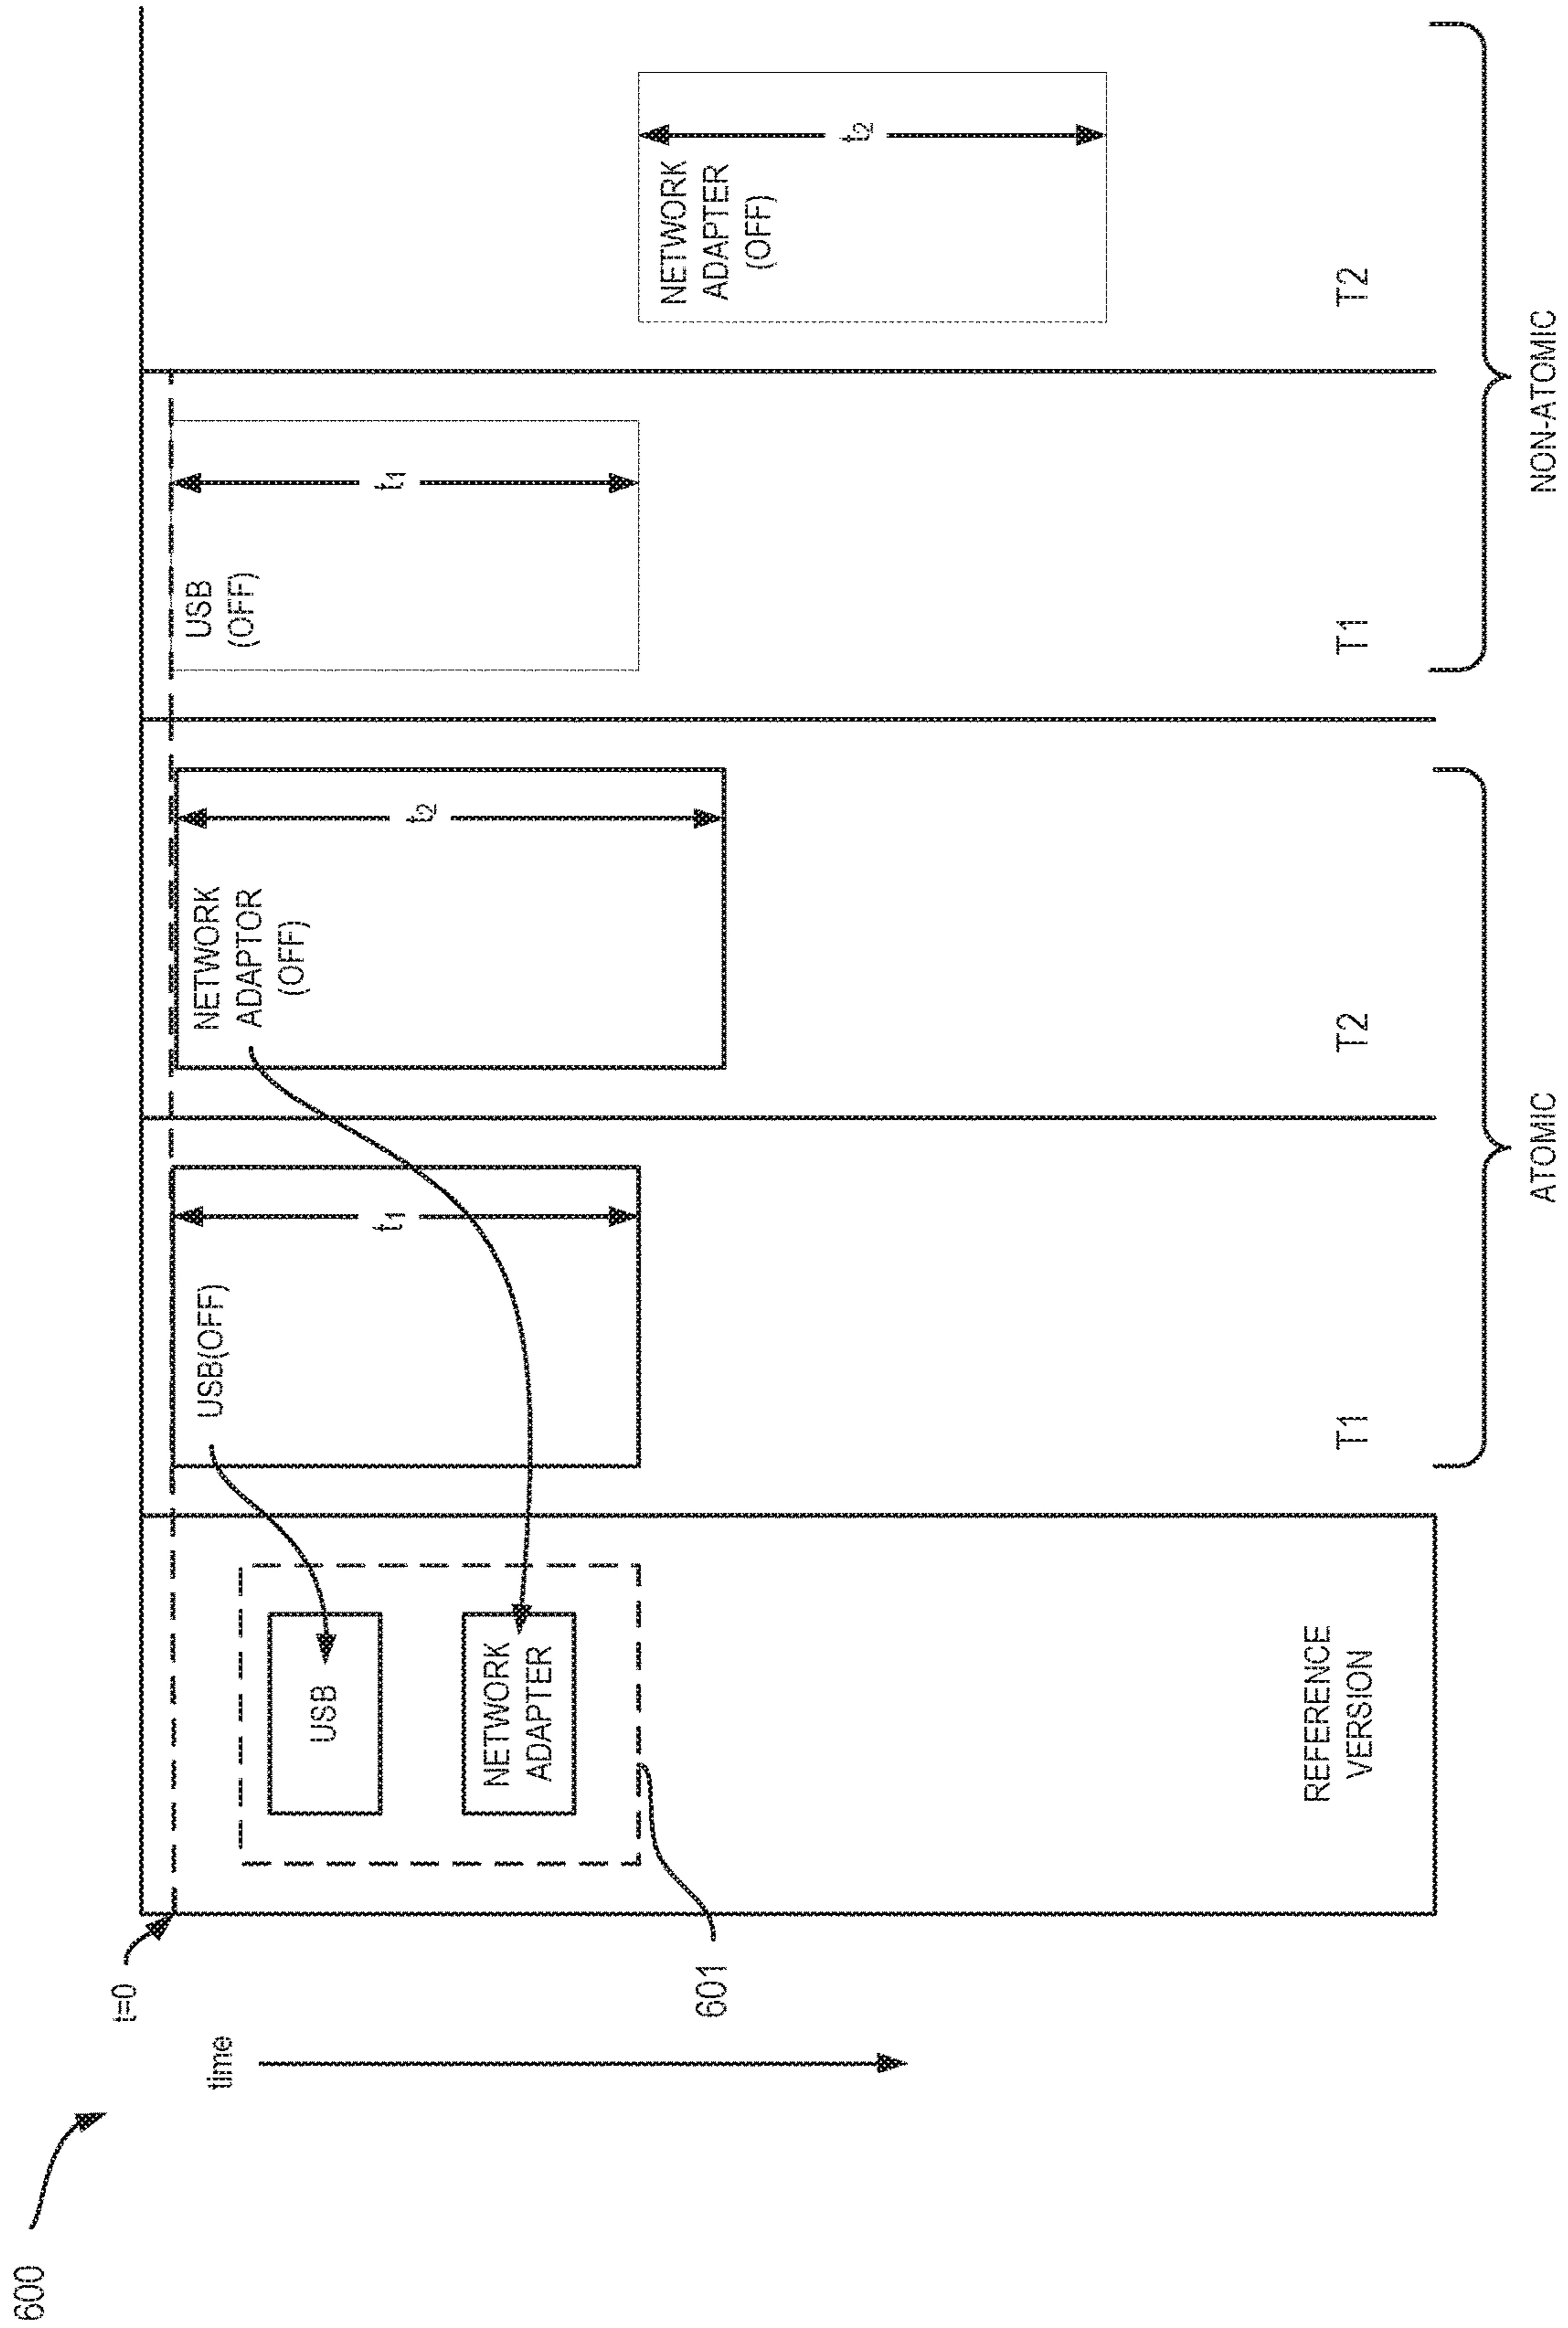 600
time
t=0
601
USB
NETWORK
ADAPTER
REFERENCE
VERSION
USB(OFF)
t1
T1
NETWORK
ADAPTOR
(OFF)
t2
T2
ATOMIC
USB
(OFF)
t1
T1
NETWORK
ADAPTER
(OFF)
t2
T2
NON-ATOMIC